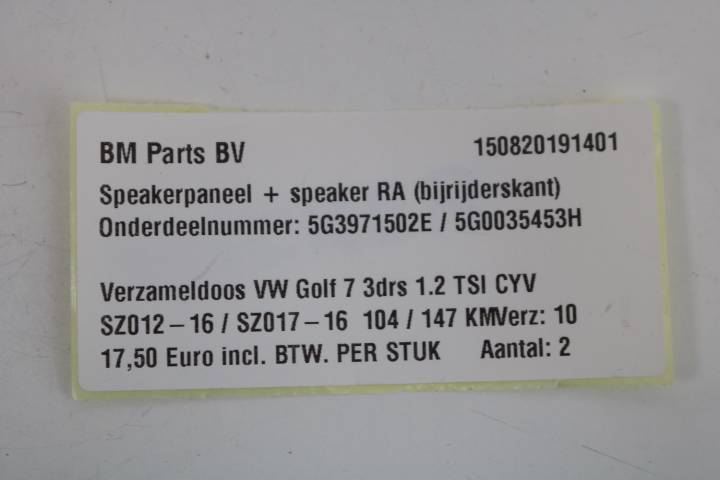 BM Parts BV 150820191401
Speakerpaneel + speaker RA (bijrijderskant)
Onderdeelnummer: 5G3971502E / 5G0035453H
Verzameldoos VW Golf 7 3drs 1.2 TSI CYV
SZ012 – 16 / SZ017 – 16 104 / 147 KMVerz: 10
17,50 Euro incl. BTW. PER STUK Aantal: 2